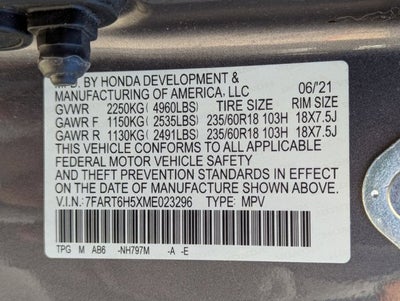 MFD. BY HONDA DEVELOPMENT &
MANUFACTURING OF AMERICA, LLC 06/'21
GVWR 2250KG( 4960LBS) TIRE SIZE RIM SIZE
GAWR F 1150KG( 2535LBS) 235/60R18 103H 18X7.5J
GAWR R 1130KG( 2491LBS) 235/60R18 103H 18X7.5J
THIS VEHICLE CONFORMS TO ALL APPLICABLE
FEDERAL MOTOR VEHICLE SAFETY
AND THEFT PREVENTION STANDARDS IN EFFECT
ON THE DATE OF MANUFACTURE SHOWN ABOVE.
V.I.N.: 7FART6H5XME023296 TYPE: MPV
TPG M AB6 -NH797M -A -E